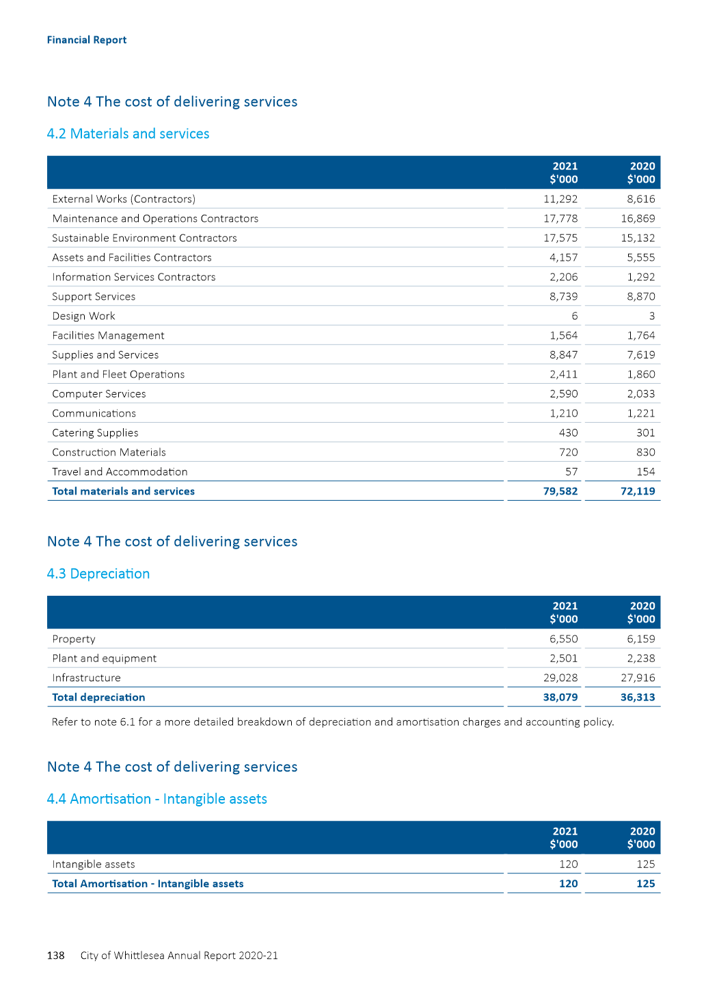 Financial Report
Note 4 The cost of delivering services
4.2 Materials and services
2021 2020
$'000 $'000
External Works (Contractors) 11,292 8,616
Maintenance and Operations Contractors 17,778 16,869
Sustainable Environment Contractors 17,575 15,132
Assets and Facilities Contractors 4,157 5,555
Information Services Contractors 2,206 1,292
Support Services 8,739 8,870
Design Work 6 3
Facilities Management 1,564 1,764
Supplies and Services 8,847 7,619
Plant and Fleet Operations 2,411 1,860
Computer Services 2,590 2,033
Communications 1,210 1,221
Catering Supplies 430 301
Construction Materials 720 830
Travel and Accommodation 57 154
Total materials and services 79,582 72,119
Note 4 The cost of delivering services
4.3 Depreciation
2021 2020
$'000 $'000
Property 6,550 6,159
Plant and equipment 2,501 2,238
Infrastructure 29,028 27,916
Total depreciation 38,079 36,313
Refer to note 6.1 for a more detailed breakdown of depreciation and amortisation charges and accounting policy.
Note 4 The cost of delivering services
4.4 Amortisation - Intangible assets
2021 2020
$'000 $'000
Intangible assets 120 125
Total Amortisation - Intangible assets 120 125
138 City of Whittlesea Annual Report 2020-21